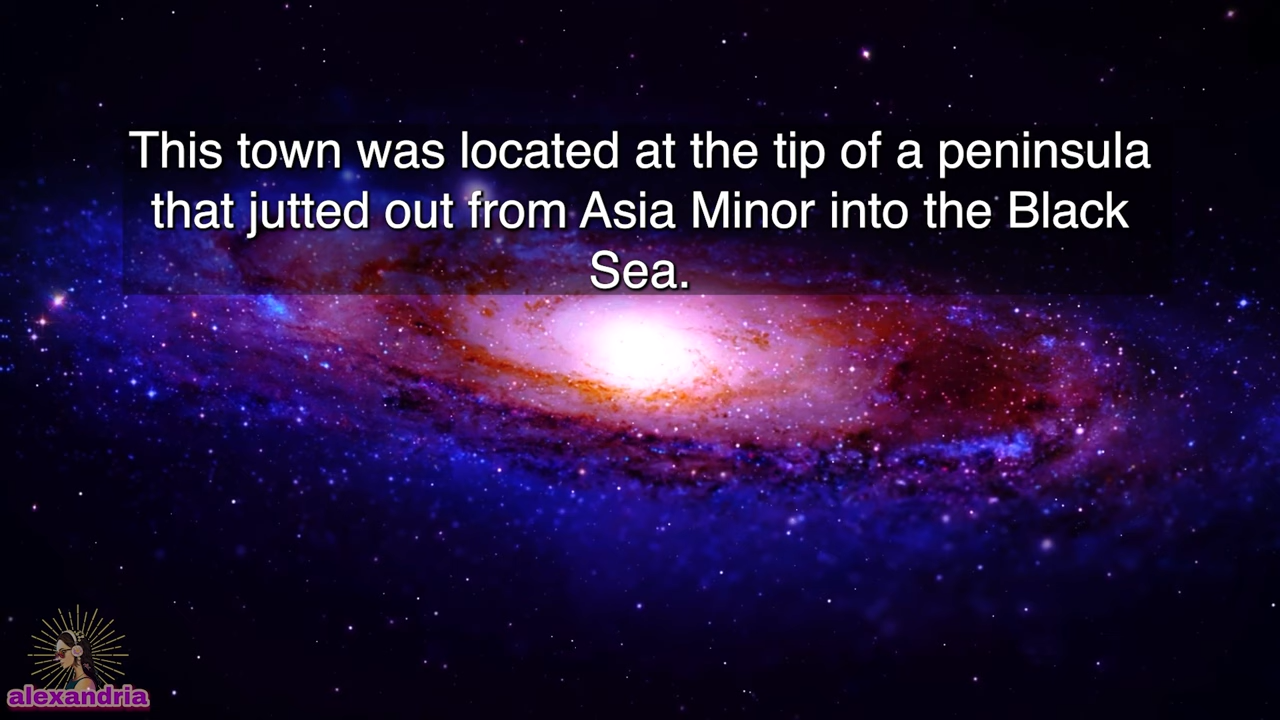 This town was located at the tip of a peninsula
that jutted out from Asia Minor into the Black
Sea.
alexandria